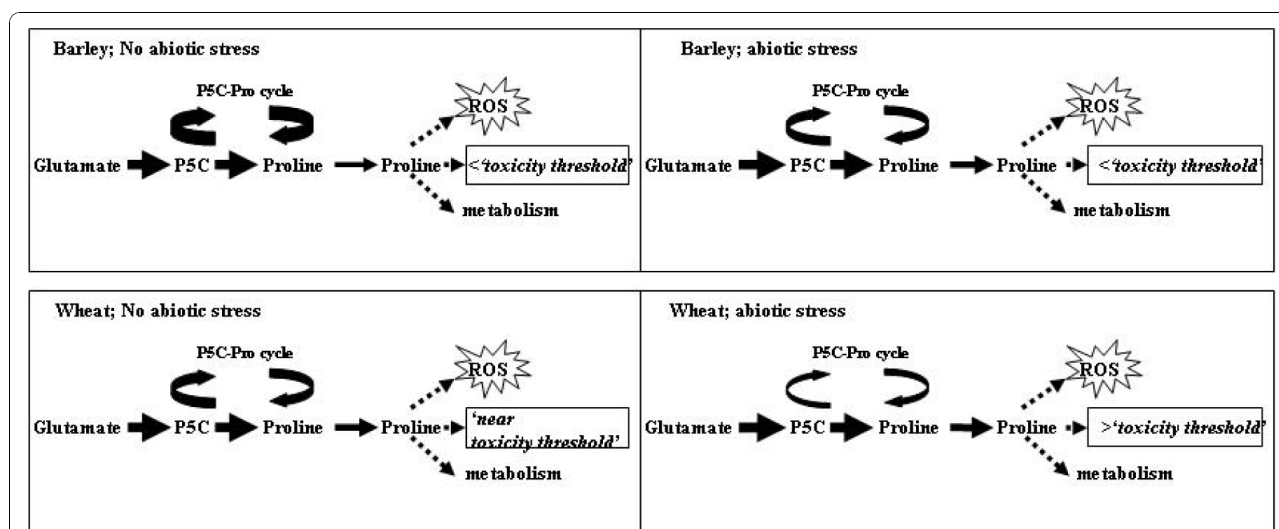 Barley; No abiotic stress
P5C-Pro cycle
ROS
Glutamate P5C Proline Proline <‘toxicity threshold’
metabolism
Barley; abiotic stress
P5C-Pro cycle
ROS
Glutamate P5C Proline Proline <‘toxicity threshold’
metabolism
Wheat; No abiotic stress
P5C-Pro cycle
ROS
Glutamate P5C Proline Proline ‘near
toxicity threshold’
metabolism
Wheat; abiotic stress
P5C-Pro cycle
ROS
Glutamate P5C Proline Proline >‘toxicity threshold’
metabolism